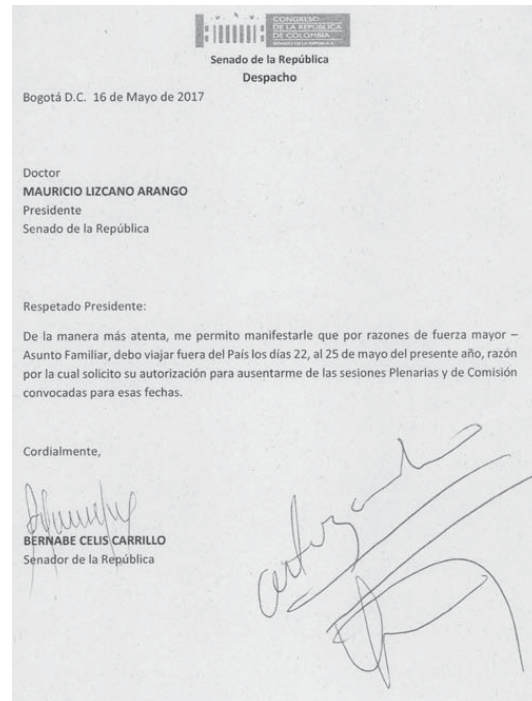 CONGRESO
DE LA REPÚBLICA
DE COLOMBIA
Senado de la República
Despacho
Bogotá D.C. 16 de Mayo de 2017
Doctor
MAURICIO LIZCANO ARANGO
Presidente
Senado de la República
Respetado Presidente:
De la manera más atenta, me permito manifestarle que por razones de fuerza mayor –
Asunto Familiar, debo viajar fuera del País los días 22, al 25 de mayo del presente año, razón
por la cual solicito su autorización para ausentarme de las sesiones Plenarias y de Comisión
convocadas para esas fechas.
Cordialmente,
BERNABE CELIS CARRILLO
Senador de la República